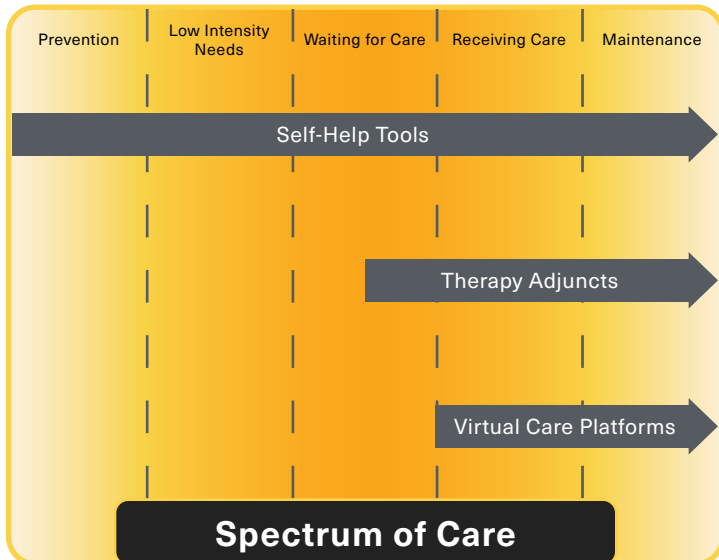 Prevention
Low Intensity
Needs
Waiting for Care
Receiving Care
Maintenance
Self-Help Tools
Therapy Adjuncts
Virtual Care Platforms
Spectrum of Care